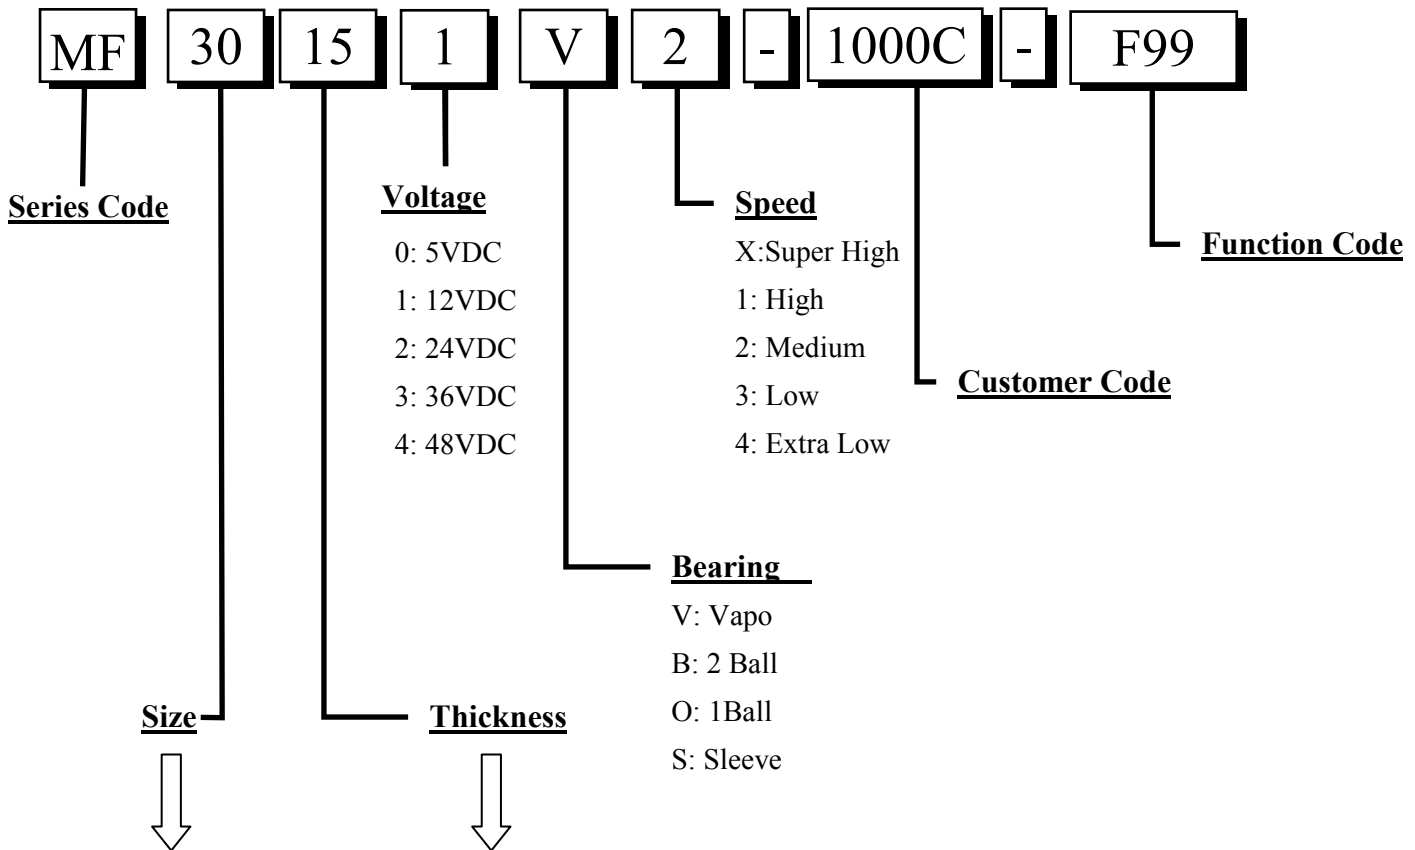 MF 30 15 1 V 2 - 1000C - F99
Series Code
Voltage
0: 5VDC
1: 12VDC
2: 24VDC
3: 36VDC
4: 48VDC
Speed
X:Super High
1: High
2: Medium
3: Low
4: Extra Low
Function Code
Customer Code
Bearing
V: Vapo
B: 2 Ball
O: 1Ball
S: Sleeve
Size
Thickness